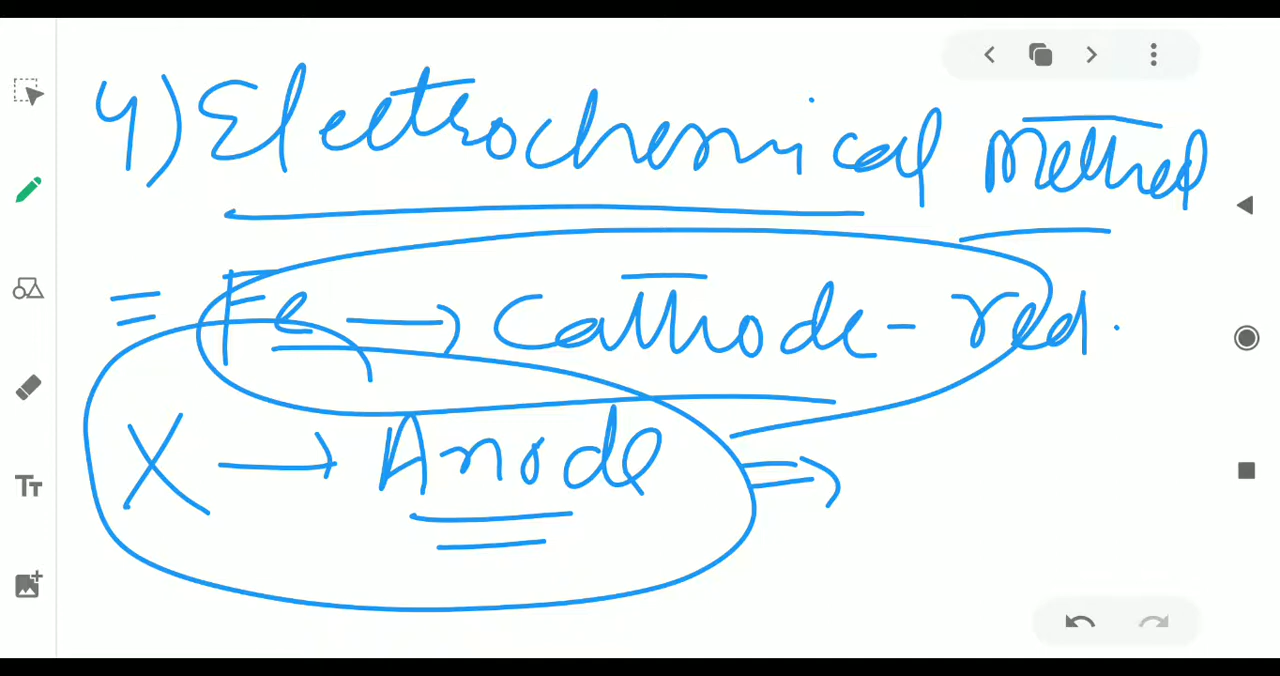 4) Electrochemical Method
= Fe → Cathode - red.
X → Anode ⇒